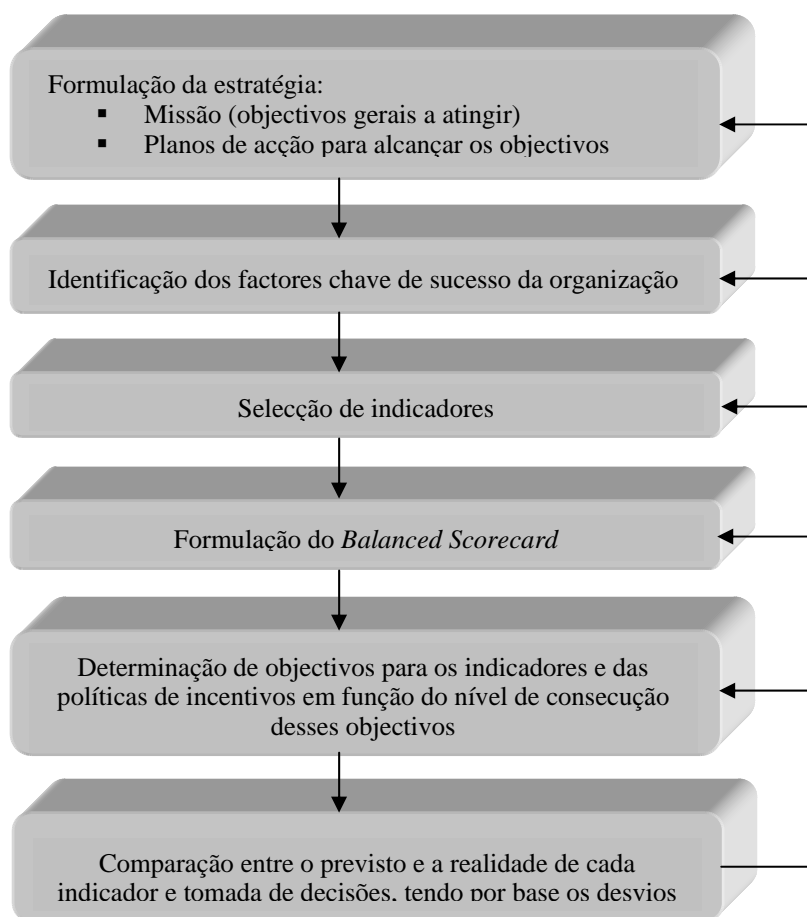 Formulação da estratégia:
▪ Missão (objectivos gerais a atingir)
▪ Planos de acção para alcançar os objectivos
Identificação dos factores chave de sucesso da organização
Selecção de indicadores
Formulação do Balanced Scorecard
Determinação de objectivos para os indicadores e das
políticas de incentivos em função do nível de consecução
desses objectivos
Comparação entre o previsto e a realidade de cada
indicador e tomada de decisões, tendo por base os desvios